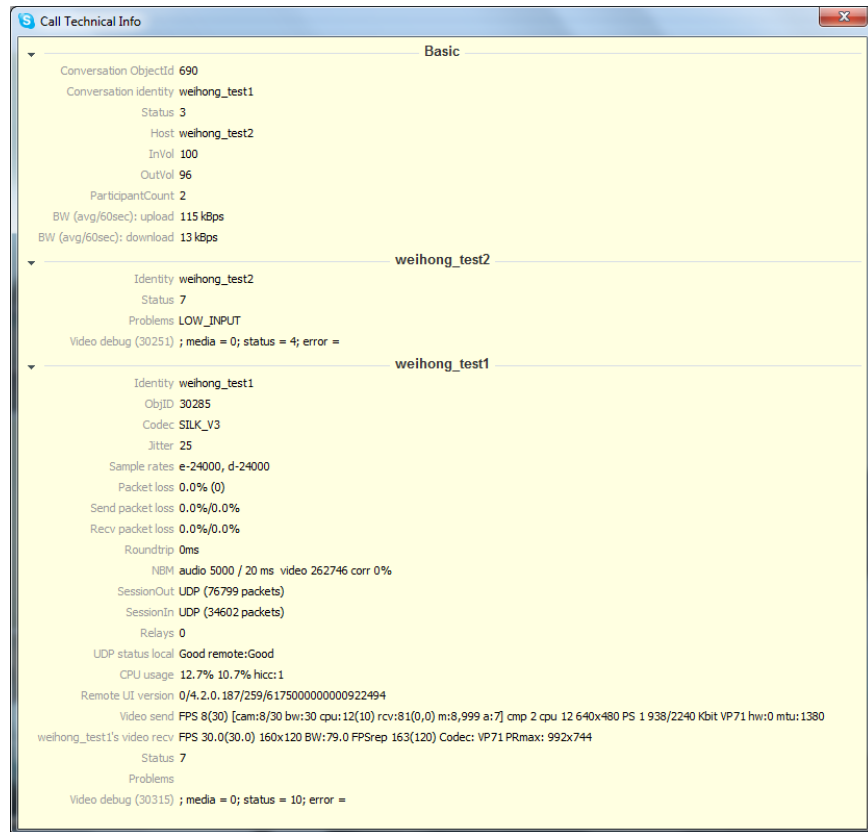 Call Technical Info
Basic
Conversation ObjectId 690
Conversation identity weihong_test1
Status 3
Host weihong_test2
InVol 100
OutVol 96
ParticipantCount 2
BW (avg/60sec): upload 115 kBps
BW (avg/60sec): download 13 kBps
weihong_test2
Identity weihong_test2
Status 7
Problems LOW_INPUT
Video debug (30251) ; media = 0; status = 4; error =
weihong_test1
Identity weihong_test1
ObjID 30285
Codec SILK_V3
Jitter 25
Sample rates e-24000, d-24000
Packet loss 0.0% (0)
Send packet loss 0.0%/0.0%
Recv packet loss 0.0%/0.0%
Roundtrip 0ms
NBM audio 5000 / 20 ms video 262746 corr 0%
SessionOut UDP (76799 packets)
SessionIn UDP (34602 packets)
Relays 0
UDP status local Good remote:Good
CPU usage 12.7% 10.7% hicc:1
Remote UI version 0/4.2.0.187/259/6175000000000922494
Video send FPS 8(30) [cam:8/30 bw:30 cpu:12(10) rcv:81(0,0) m:8,999 a:7] cmp 2 cpu 12 640x480 PS 1 938/2240 Kbit VP71 hw:0 mtu:1380
weihong_test1's video recv FPS 30.0(30.0) 160x120 BW:79.0 FPSrep 163(120) Codec: VP71 PRmax: 992x744
Status 7
Problems
Video debug (30315) ; media = 0; status = 10; error =